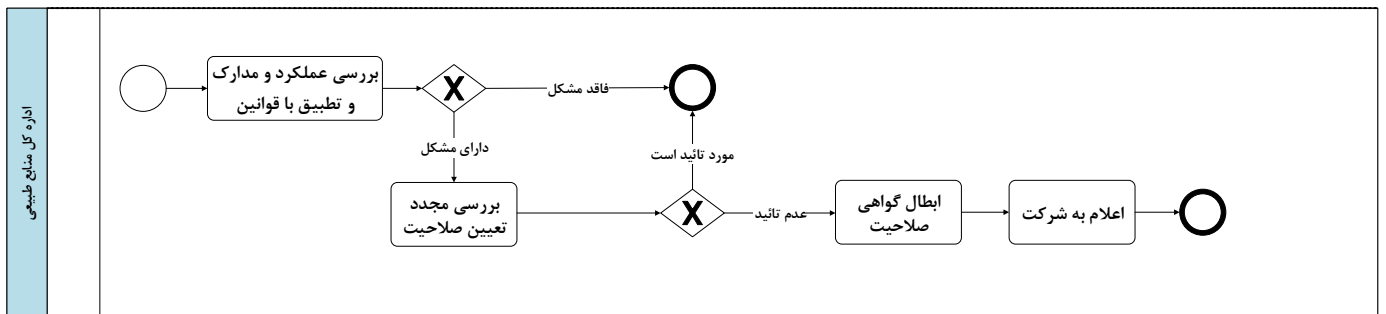 اداره کل منابع طبیعی
بررسی عملکرد و مدارک
و تطبیق با قوانین
X
فاقد مشکل
دارای مشکل
بررسی مجدد
تعیین صلاحیت
X
مورد تائید است
عدم تائید
ابطال گواهی
صلاحیت
اعلام به شرکت